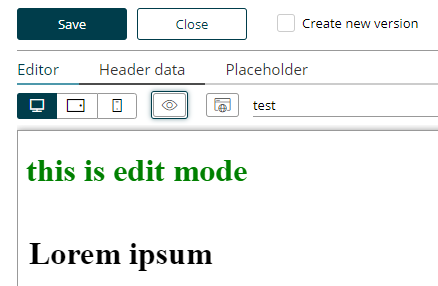 Save Close Create new version
Editor Header data Placeholder
test
this is edit mode
Lorem ipsum